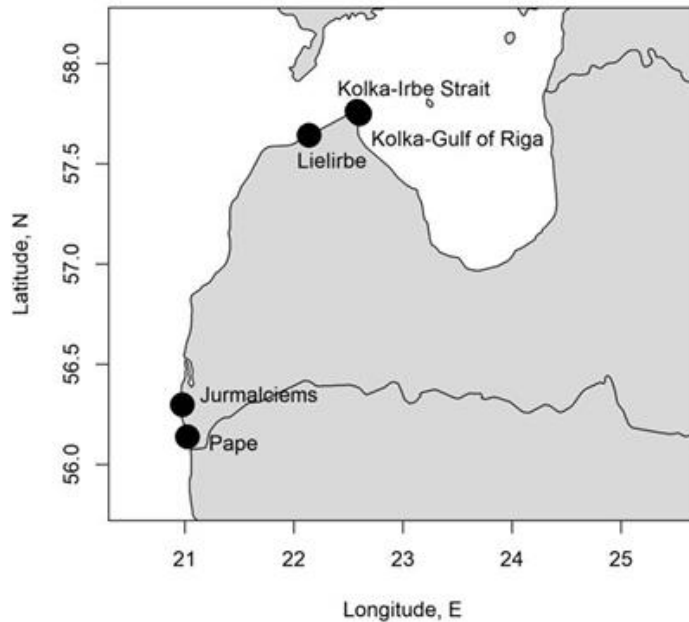 58.0
57.5
57.0
56.5
56.0
Latitude, N
Kolka-Irbe Strait
Kolka-Gulf of Riga
Lielirbe
Jurmalciems
Pape
21
22
23
24
25
Longitude, E